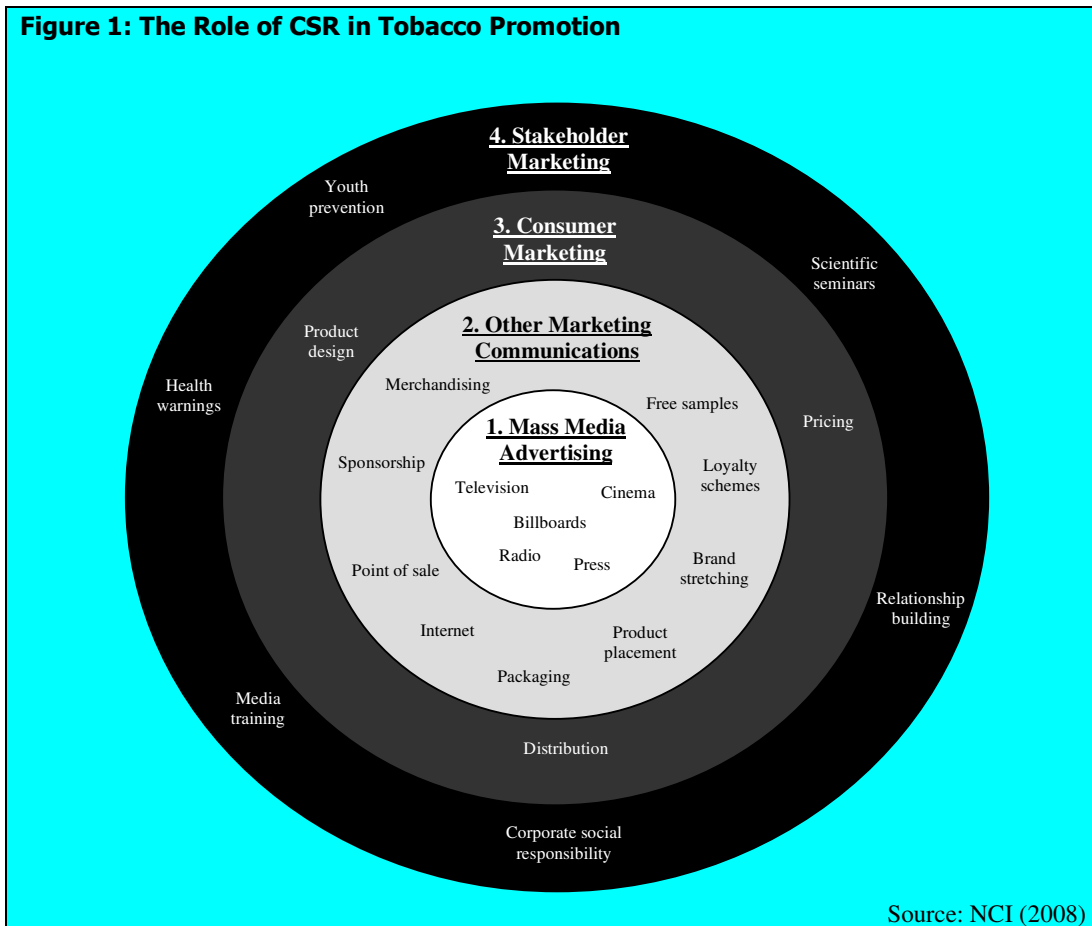 Figure 1: The Role of CSR in Tobacco Promotion
4. Stakeholder
Marketing
Youth
prevention
3. Consumer
Marketing
Scientific
seminars
2. Other Marketing
Communications
Product
design
Merchandising
Health
warnings
Free samples
Pricing
1. Mass Media
Advertising
Sponsorship
Loyalty
schemes
Television
Cinema
Billboards
Radio
Press
Point of sale
Brand
stretching
Relationship
building
Internet
Product
placement
Packaging
Media
training
Distribution
Corporate social
responsibility
Source: NCI (2008)